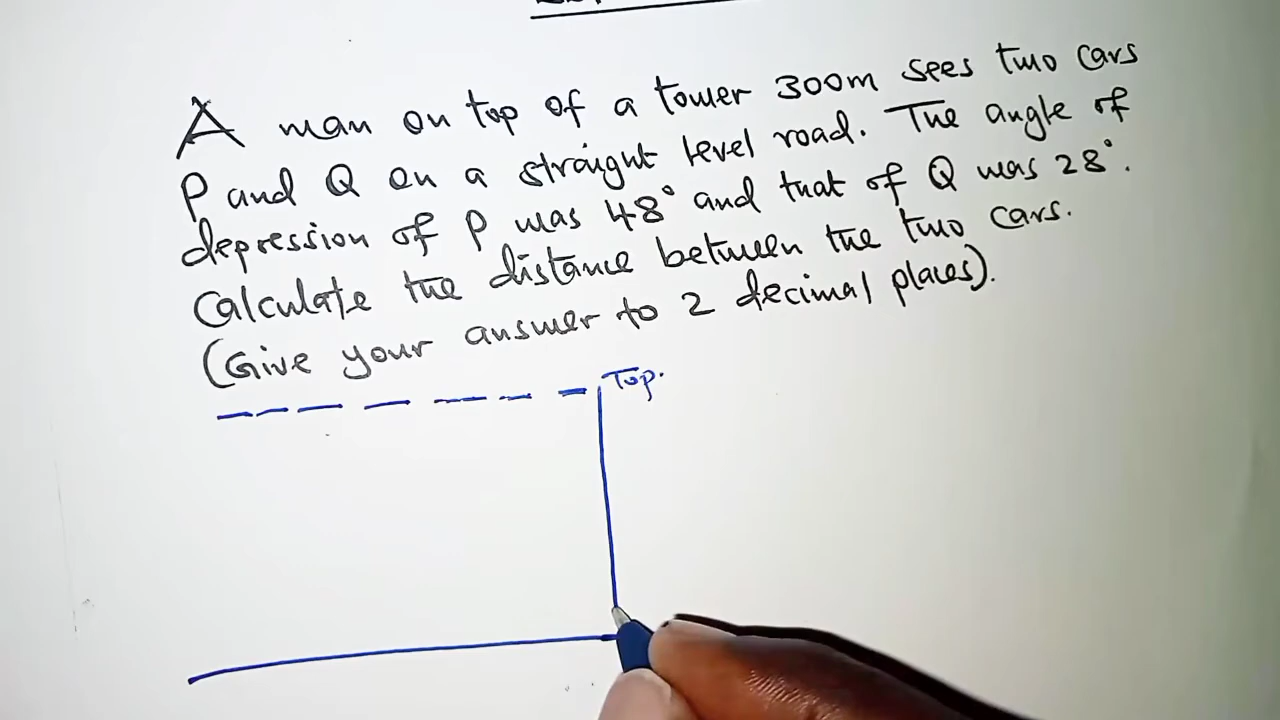 A man on top of a tower 300m sees two cars
P and Q on a straight level road. The angle of
depression of P was 48° and that of Q was 28°.
Calculate the distance between the two cars.
(Give your answer to 2 decimal places).
Top.